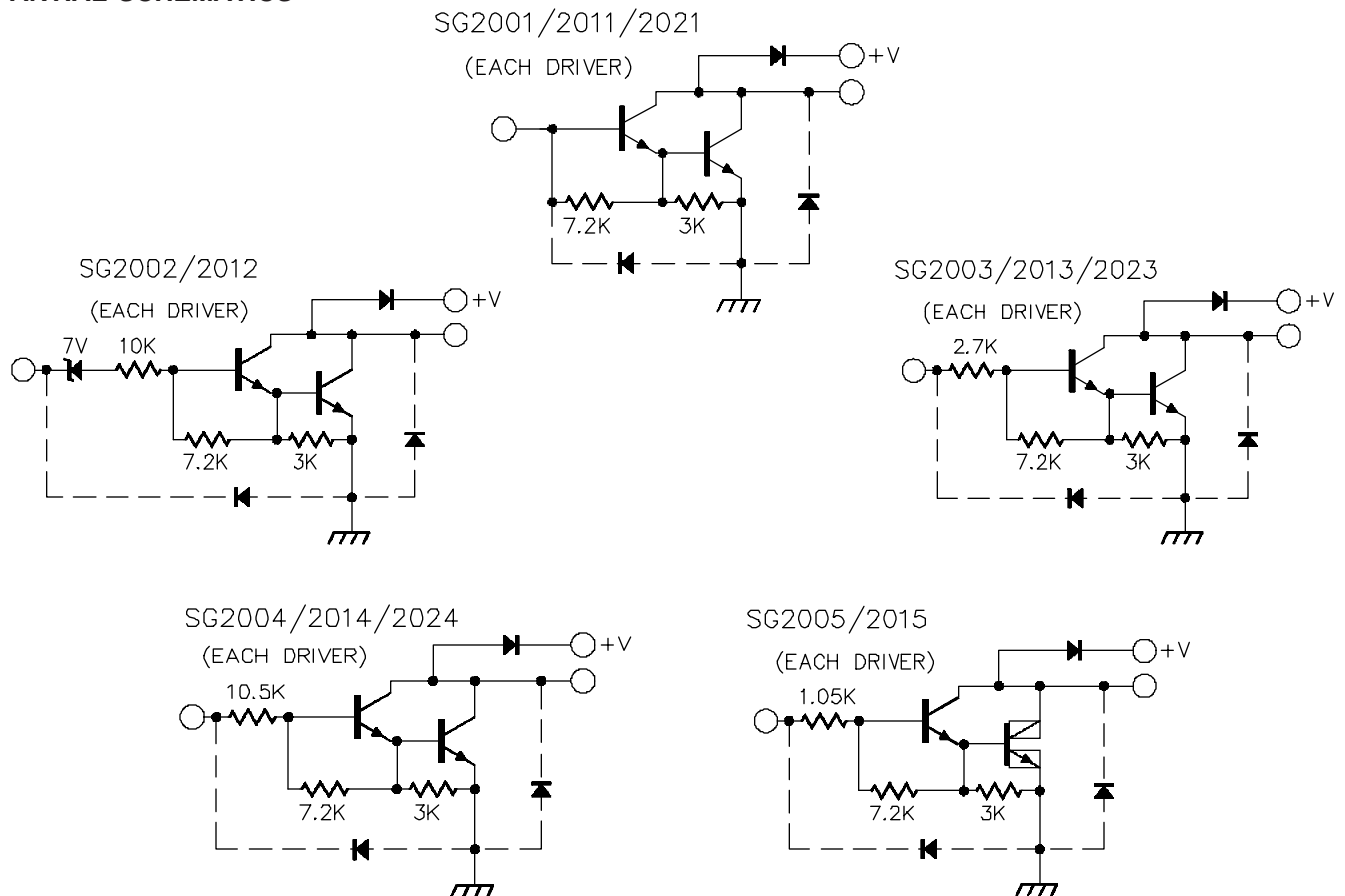 SG2001/2011/2021
(EACH DRIVER)
+V
7.2K 3K
SG2002/2012
(EACH DRIVER)
+V
7V 10K
7.2K 3K
SG2003/2013/2023
(EACH DRIVER)
+V
2.7K
7.2K 3K
SG2004/2014/2024
(EACH DRIVER)
+V
10.5K
7.2K 3K
SG2005/2015
(EACH DRIVER)
+V
1.05K
7.2K 3K